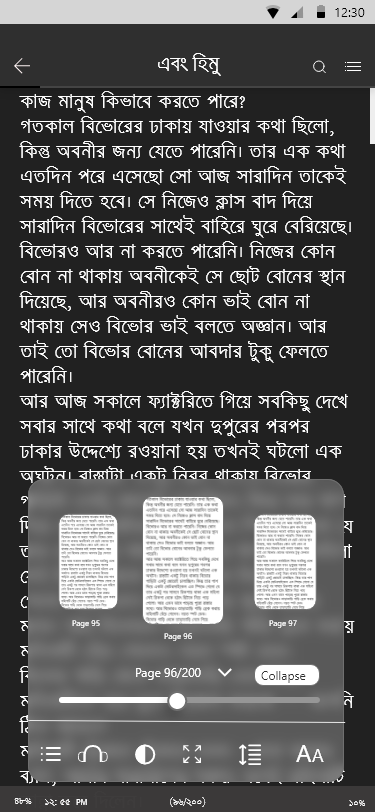 12:30
এবং হিমু
কাজ মানুষ কিভাবে করতে পারে?
গতকাল বিভোরের ঢাকায় যাওয়ার কথা ছিলো,
কিন্তু অবনীর জন্য যেতে পারেনি। তার এক কথা
এতদিন পরে এসেছো সো আজ সারাদিন তাকেই
সময় দিতে হবে। সে নিজেও ক্লাস বাদ দিয়ে
সারাদিন বিভোরের সাথেই বাহিরে ঘুরে বেরিয়েছে।
বিভোরও আর না করতে পারেনি। নিজের কোন
বোন না থাকায় অবনীকেই সে ছোট বোনের স্থান
দিয়েছে, আর অবনীরও কোন ভাই বোন না
থাকায় সেও বিভোর ভাই বলতে অজ্ঞান। আর
তাই তো বিভোর বোনের আবদার টুকু ফেলতে
পারেনি।
আর আজ সকালে ফ্যাক্টরিতে গিয়ে সবকিছু দেখে
সবার সাথে কথা বলে যখন দুপুরের পরপর
ঢাকার উদ্দেশ্যে রওয়ানা হয় তখনই ঘটলো এক
অঘটন। রাস্তাটা একটু নিরব থাকায় বিভোর
Page 95
Page 96
Page 97
Page 96/200
Collapse
AA
৪৮%
১২: ৫৫ PM
(৯৬/২০০)
১০%